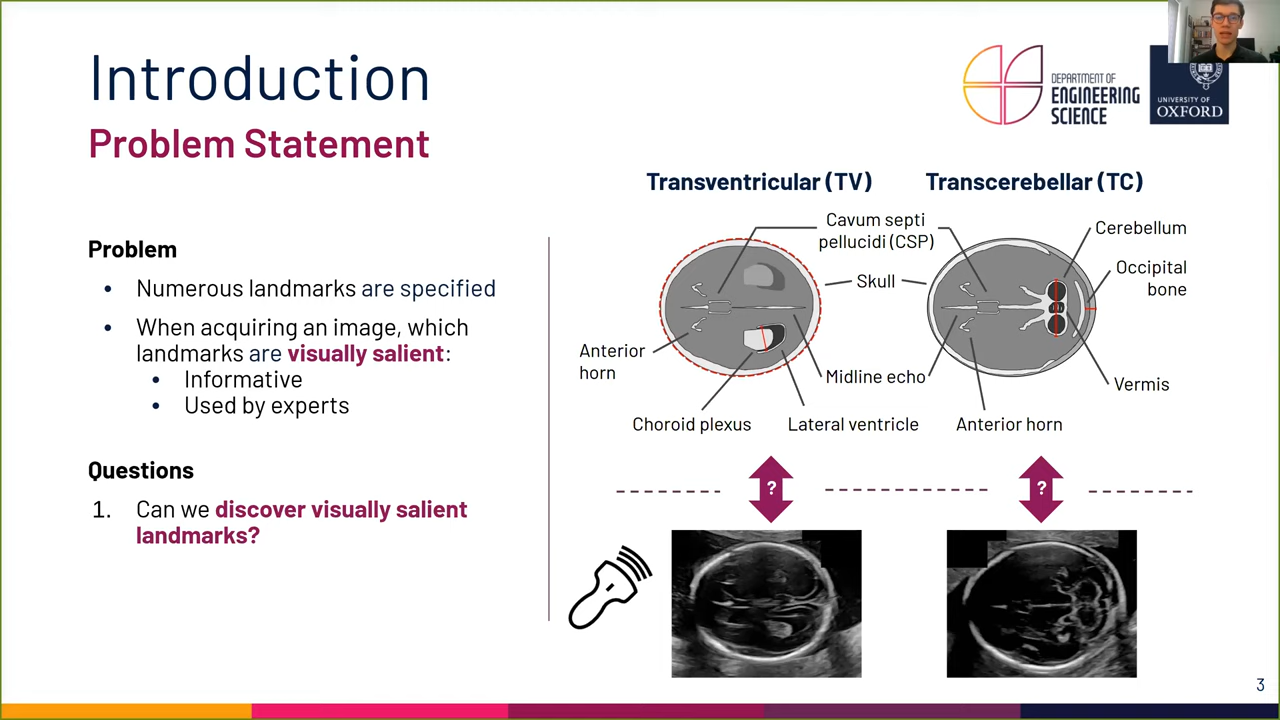 Introduction
Problem Statement
DEPARTMENT OF
ENGINEERING
SCIENCE
UNIVERSITY OF
OXFORD
Problem
• Numerous landmarks are specified
• When acquiring an image, which
landmarks are visually salient:
• Informative
• Used by experts
Questions
1. Can we discover visually salient
landmarks?
Transventricular (TV)
Transcerebellar (TC)
Cavum septi
pellucidi (CSP)
Cerebellum
Skull
Occipital
bone
Anterior
horn
Midline echo
Vermis
Choroid plexus
Lateral ventricle
Anterior horn
?
?
3